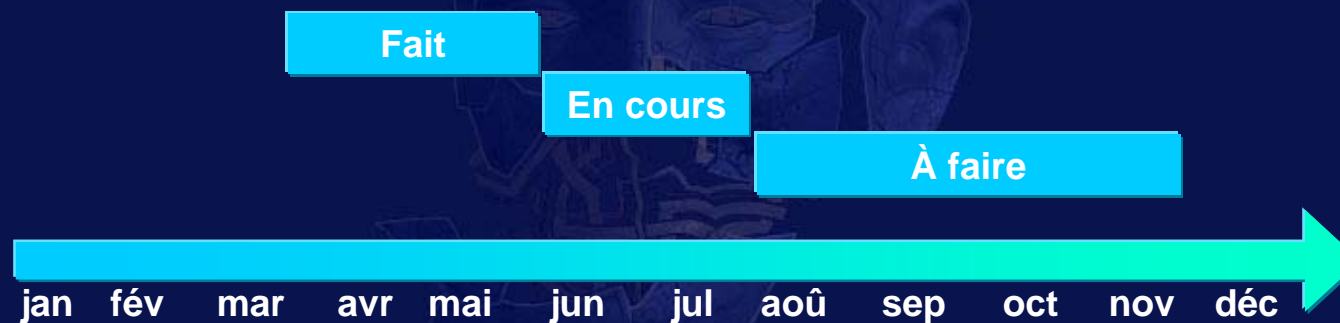 Fait
En cours
À faire
jan fév mar avr mai jun jul aoû sep oct nov déc